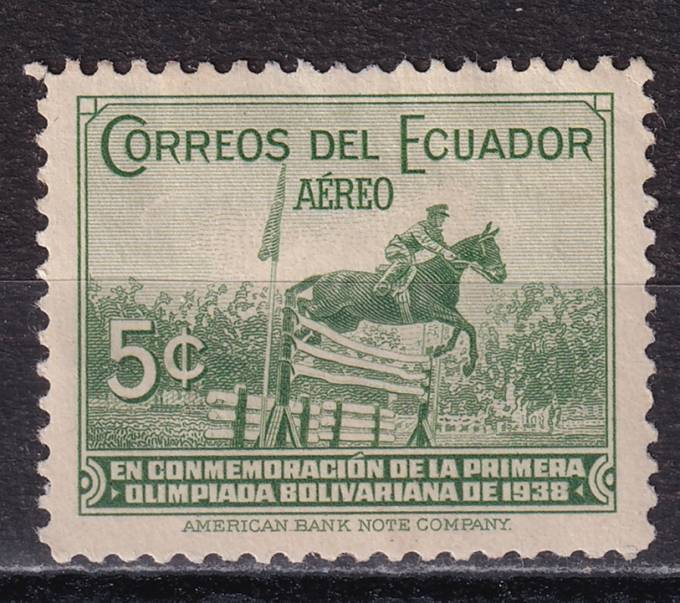 CORREOS DEL ECUADOR
AÉREO
5¢
EN CONMEMORACIÓN DE LA PRIMERA
OLIMPIADA BOLIVARIANA DE 1938
AMERICAN BANK NOTE COMPANY.